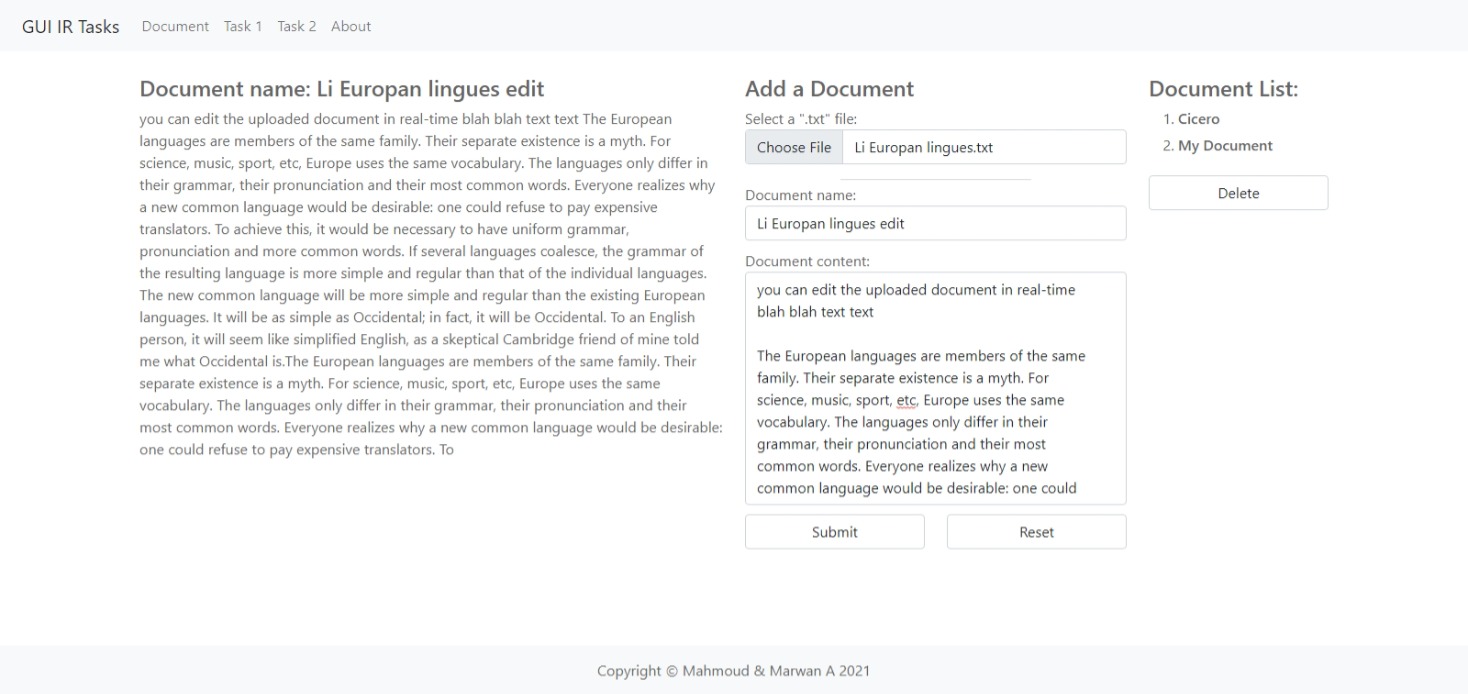 GUI IR Tasks Document Task 1 Task 2 About
Document name: Li Europan lingues edit
you can edit the uploaded document in real-time blah blah text text The European
languages are members of the same family. Their separate existence is a myth. For
science, music, sport, etc, Europe uses the same vocabulary. The languages only differ in
their grammar, their pronunciation and their most common words. Everyone realizes why
a new common language would be desirable: one could refuse to pay expensive
translators. To achieve this, it would be necessary to have uniform grammar,
pronunciation and more common words. If several languages coalesce, the grammar of
the resulting language is more simple and regular than that of the individual languages.
The new common language will be more simple and regular than the existing European
languages. It will be as simple as Occidental; in fact, it will be Occidental. To an English
person, it will seem like simplified English, as a skeptical Cambridge friend of mine told
me what Occidental is.The European languages are members of the same family. Their
separate existence is a myth. For science, music, sport, etc, Europe uses the same
vocabulary. The languages only differ in their grammar, their pronunciation and their
most common words. Everyone realizes why a new common language would be desirable:
one could refuse to pay expensive translators. To
Add a Document
Select a ".txt" file:
Choose File Li Europan lingues.txt
Document name:
Li Europan lingues edit
Document content:
you can edit the uploaded document in real-time
blah blah text text
The European languages are members of the same
family. Their separate existence is a myth. For
science, music, sport, etc, Europe uses the same
vocabulary. The languages only differ in their
grammar, their pronunciation and their most
common words. Everyone realizes why a new
common language would be desirable: one could
Submit Reset
Document List:
1. Cicero
2. My Document
Delete
Copyright © Mahmoud & Marwan A 2021